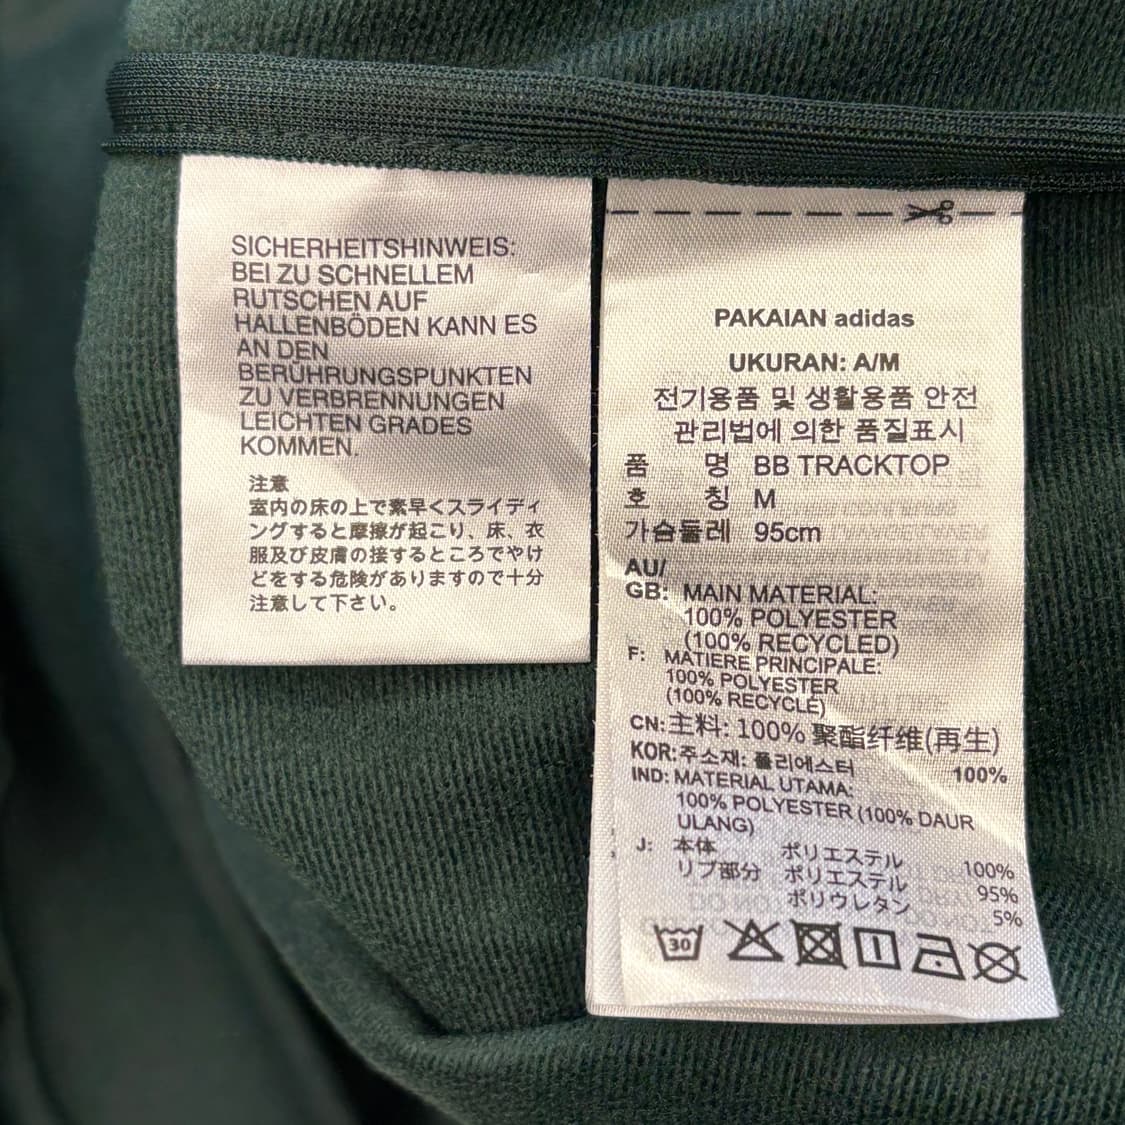 SICHERHEITSHINWEIS:
BEI ZU SCHNELLEM
RUTSCHEN AUF
HALLENBÖDEN KANN ES
AN DEN
BERÜHRUNGSPUNKTEN
ZU VERBRENNUNGEN
LEICHTEN GRADES
KOMMEN.
注意
室内の床の上で素早くスライディ
ングすると摩擦が起こり、床、衣
服及び皮膚の接するところでやけ
どをする危険がありますので十分
注意して下さい。
PAKAIAN adidas
UKURAN: A/M
전기용품 및 생활용품 안전
관리법에 의한 품질표시
품 명 BB TRACKTOP
호 칭 M
가슴둘레 95cm
AU/
GB: MAIN MATERIAL:
100% POLYESTER
(100% RECYCLED)
F: MATIERE PRINCIPALE:
100% POLYESTER
(100% RECYCLÉ)
CN: 主料: 100% 聚酯纤维(再生)
KOR: 주소재: 폴리에스터 100%
IND: MATERIAL UTAMA:
100% POLYESTER (100% DAUR
ULANG)
J: 本体 ポリエステル 100%
リブ部分 ポリエステル 95%
ポリウレタン 5%
30